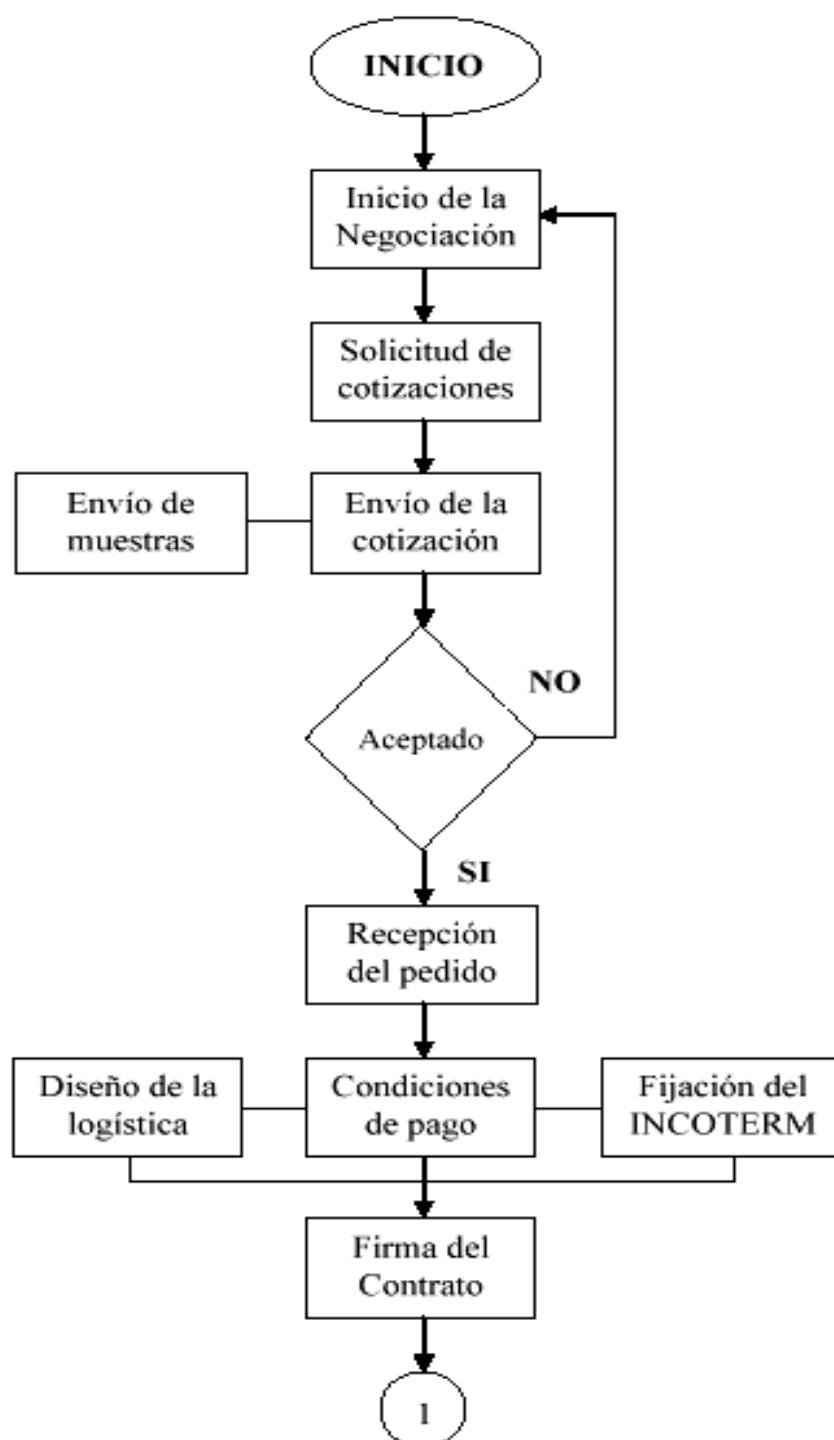 INICIO
Inicio de la
Negociación
Solicitud de
cotizaciones
Envío de
muestras
Envío de la
cotización
NO
Aceptado
SI
Recepción
del pedido
Diseño de la
logística
Condiciones
de pago
Fijación del
INCOTERM
Firma del
Contrato
1